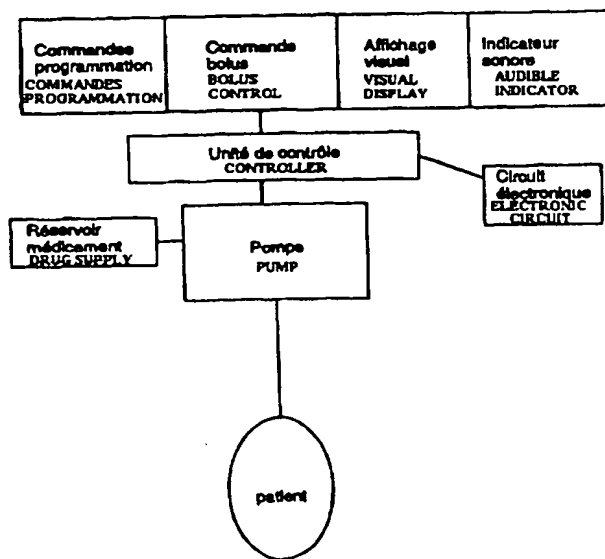 Commandes
programmation
COMMANDES
PROGRAMMATION
Commande
bolus
BOLUS
CONTROL
Affichage
visuel
VISUAL
DISPLAY
Indicateur
sonore
AUDIBLE
INDICATOR
Unité de contrôle
CONTROLLER
Circuit
électronique
ELECTRONIC
CIRCUIT
Réservoir
médicament
DRUG SUPPLY
Pompe
PUMP
patient